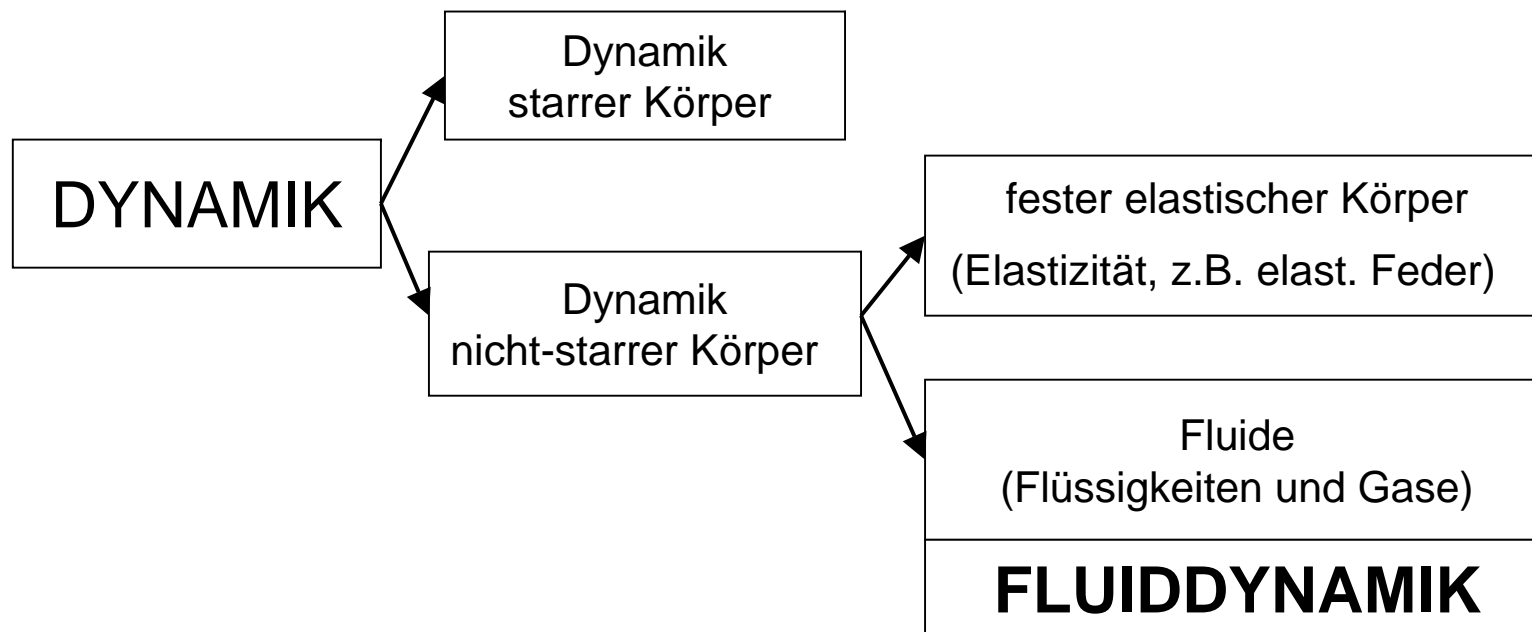 DYNAMIK
Dynamik
starrer Körper
Dynamik
nicht-starrer Körper
fester elastischer Körper
(Elastizität, z.B. elast. Feder)
Fluide
(Flüssigkeiten und Gase)
FLUIDDYNAMIK